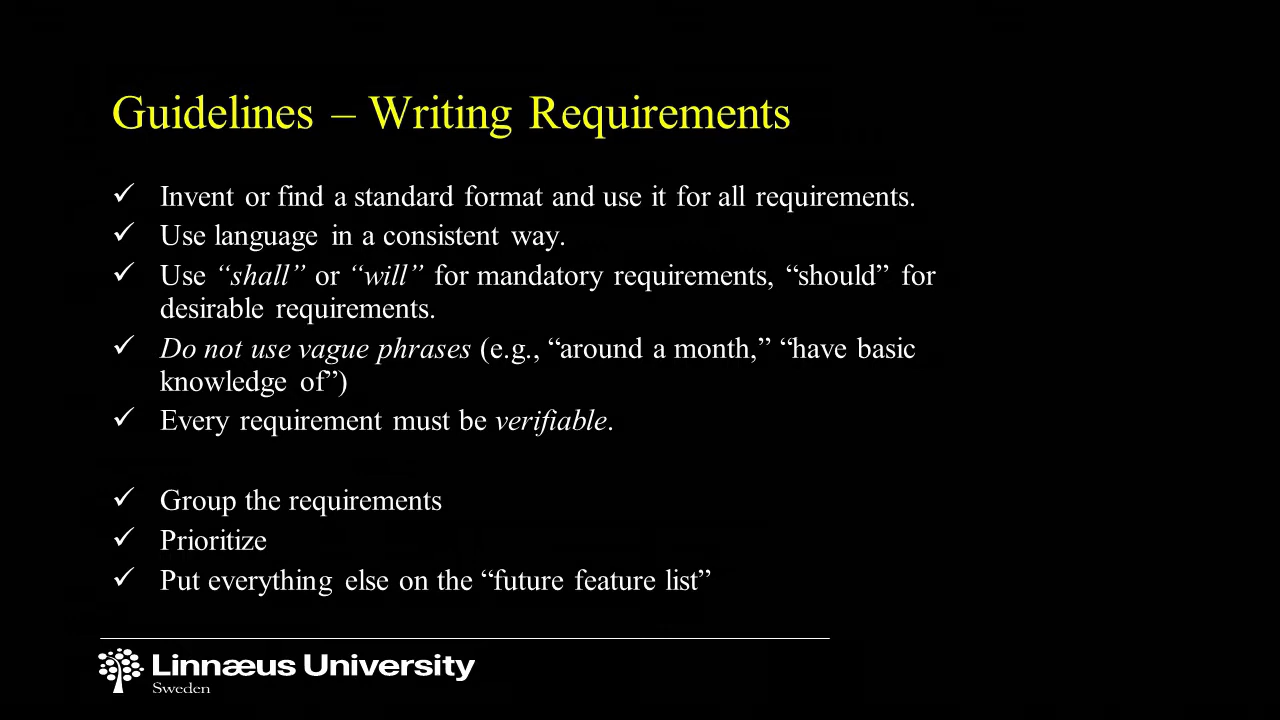 Guidelines – Writing Requirements
✓ Invent or find a standard format and use it for all requirements.
✓ Use language in a consistent way.
✓ Use “shall” or “will” for mandatory requirements, “should” for
desirable requirements.
✓ Do not use vague phrases (e.g., “around a month,” “have basic
knowledge of”)
✓ Every requirement must be verifiable.
✓ Group the requirements
✓ Prioritize
✓ Put everything else on the “future feature list”
Linnæus University
Sweden